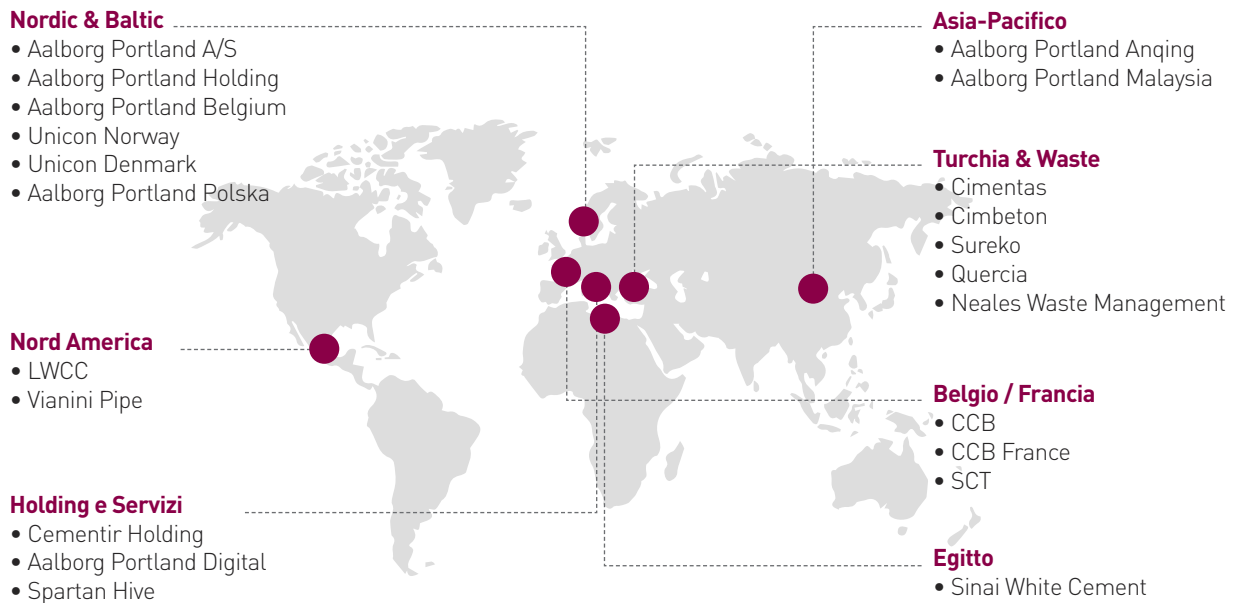 Nordic & Baltic
• Aalborg Portland A/S
• Aalborg Portland Holding
• Aalborg Portland Belgium
• Unicon Norway
• Unicon Denmark
• Aalborg Portland Polska
Nord America
• LWCC
• Vianini Pipe
Holding e Servizi
• Cementir Holding
• Aalborg Portland Digital
• Spartan Hive
Asia-Pacifico
• Aalborg Portland Anqing
• Aalborg Portland Malaysia
Turchia & Waste
• Cimentas
• Cimbeton
• Sureko
• Quercia
• Neales Waste Management
Belgio / Francia
• CCB
• CCB France
• SCT
Egitto
• Sinai White Cement